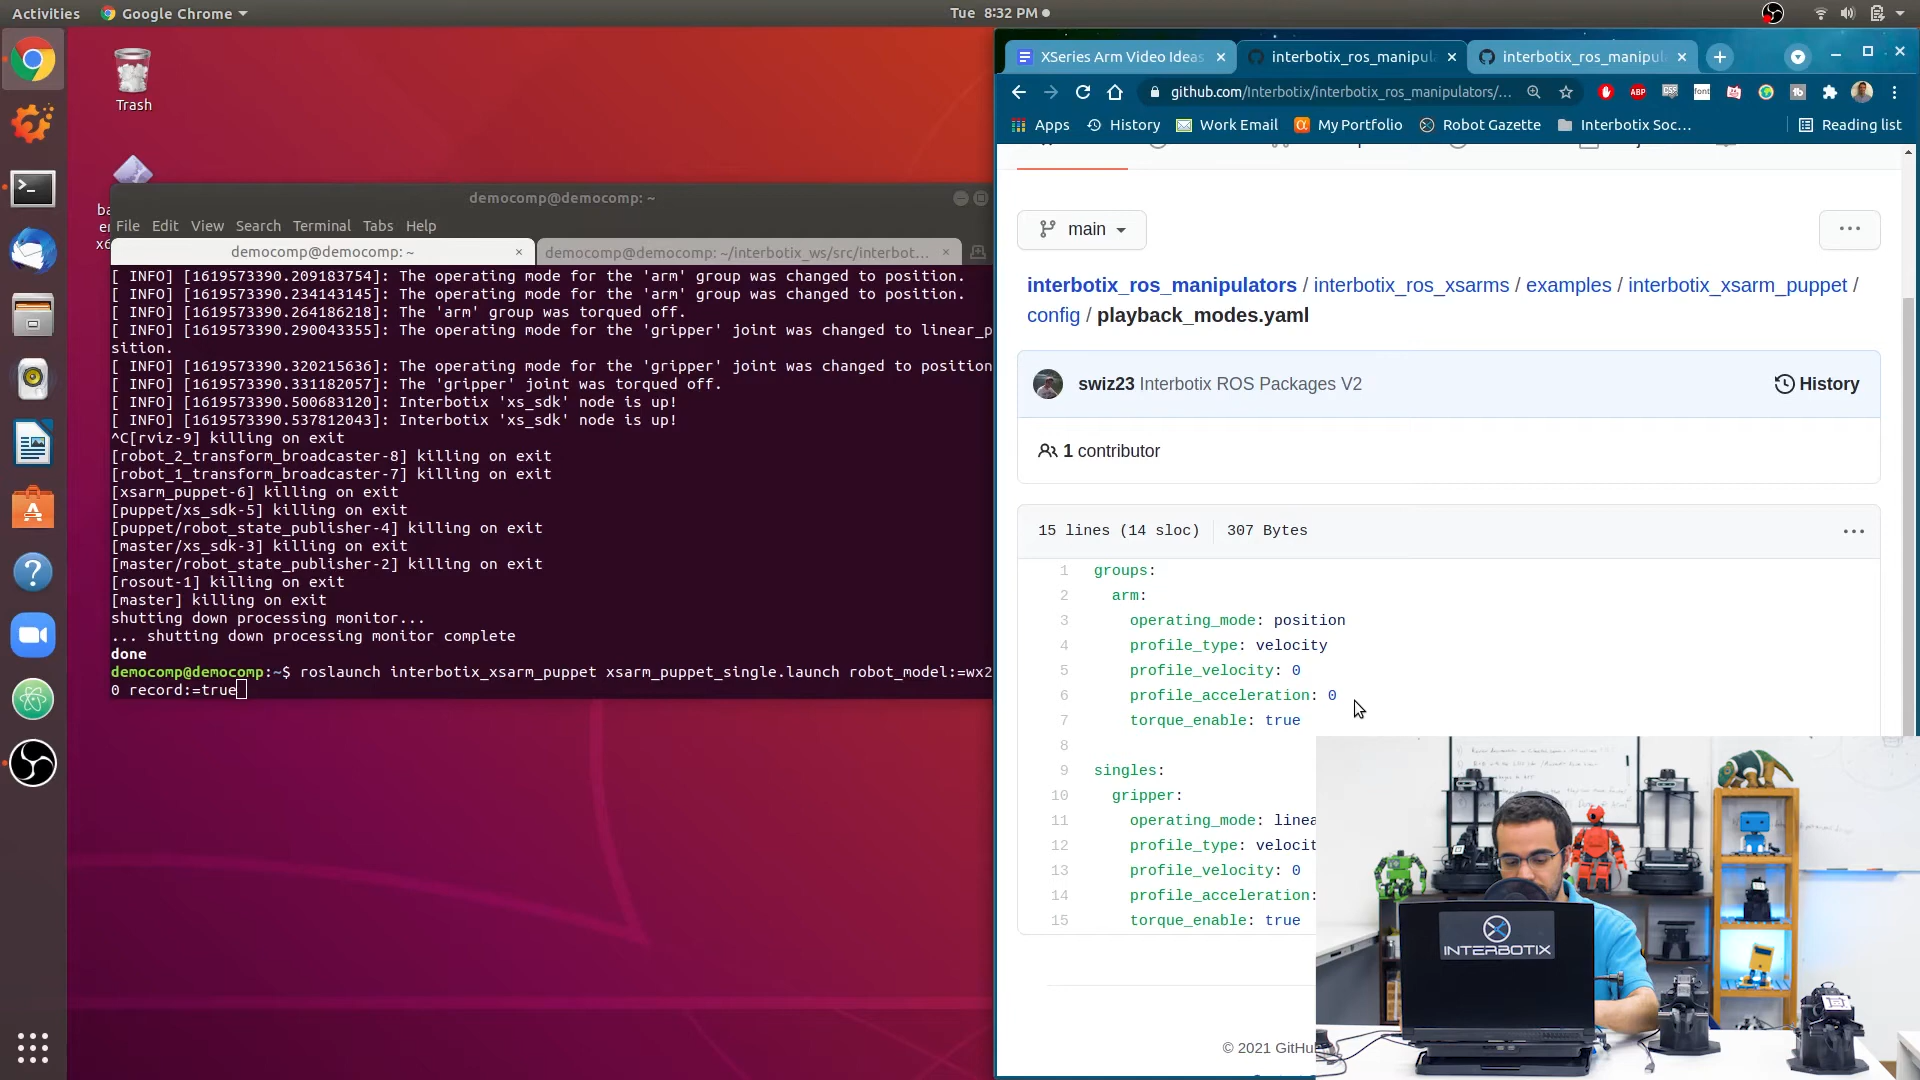 Activities Google Chrome
Tue 8:32 PM
Trash
democomp@democomp: ~
File Edit View Search Terminal Tabs Help
democomp@democomp: ~ ×
democomp@democomp: ~/interbotix_ws/src/interbot... ×
[ INFO] [1619573390.209183754]: The operating mode for the 'arm' group was changed to position.
[ INFO] [1619573390.234143145]: The operating mode for the 'arm' group was changed to position.
[ INFO] [1619573390.264186218]: The 'arm' group was torqued off.
[ INFO] [1619573390.290043355]: The operating mode for the 'gripper' joint was changed to linear_p
sition.
[ INFO] [1619573390.320215636]: The operating mode for the 'gripper' joint was changed to position
[ INFO] [1619573390.331182057]: The 'gripper' joint was torqued off.
[ INFO] [1619573390.500683120]: Interbotix 'xs_sdk' node is up!
[ INFO] [1619573390.537812043]: Interbotix 'xs_sdk' node is up!
^C[rviz-9] killing on exit
[robot_2_transform_broadcaster-8] killing on exit
[robot_1_transform_broadcaster-7] killing on exit
[xsarm_puppet-6] killing on exit
[puppet/xs_sdk-5] killing on exit
[puppet/robot_state_publisher-4] killing on exit
[master/xs_sdk-3] killing on exit
[master/robot_state_publisher-2] killing on exit
[rosout-1] killing on exit
[master] killing on exit
shutting down processing monitor...
... shutting down processing monitor complete
done
democomp@democomp:~$ roslaunch interbotix_xsarm_puppet xsarm_puppet_single.launch robot_model:=wx2
0 record:=true
XSeries Arm Video Ideas ×
interbotix_ros_manipula ×
interbotix_ros_manipul ×
github.com/Interbotix/interbotix_ros_manipulators/...
Apps History Work Email My Portfolio Robot Gazette Interbotix Soc... Reading list
main
interbotix_ros_manipulators / interbotix_ros_xsarms / examples / interbotix_xsarm_puppet /
config / playback_modes.yaml
swiz23 Interbotix ROS Packages V2 History
1 contributor
15 lines (14 sloc) 307 Bytes
1 groups:
2 arm:
3 operating_mode: position
4 profile_type: velocity
5 profile_velocity: 0
6 profile_acceleration: 0
7 torque_enable: true
8
9 singles:
10 gripper:
11 operating_mode: linea
12 profile_type: velocit
13 profile_velocity: 0
14 profile_acceleration:
15 torque_enable: true
INTERBOTIX
© 2021 GitHu